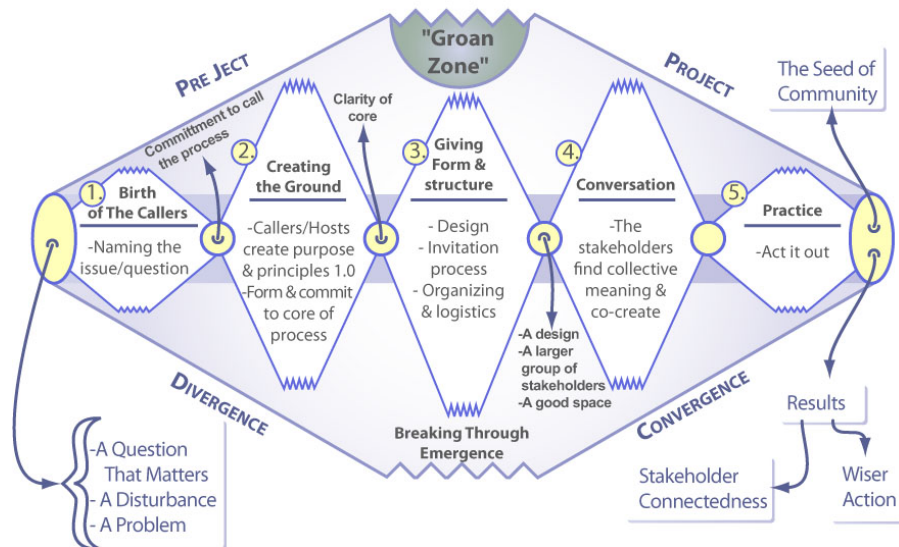 "Groan
Zone"
PRE JECT
PROJECT
The Seed of
Community
Committment to call
the process
Clarity of
core
1.
Birth
of The Callers
-Naming the
issue/question
2.
Creating
the Ground
-Callers/Hosts
create purpose
& principles 1.0
-Form & commit
to core of
process
3.
Giving
Form &
structure
- Design
- Invitation
process
- Organizing
& logistics
4.
Conversation
-The
stakeholders
find collective
meaning &
co-create
5.
Practice
-Act it out
-A design
-A larger
group of
stakeholders
-A good space
DIVERGENCE
CONVERGENCE
Breaking Through
Emergence
-A Question
That Matters
- A Disturbance
- A Problem
Results
Stakeholder
Connectedness
Wiser
Action